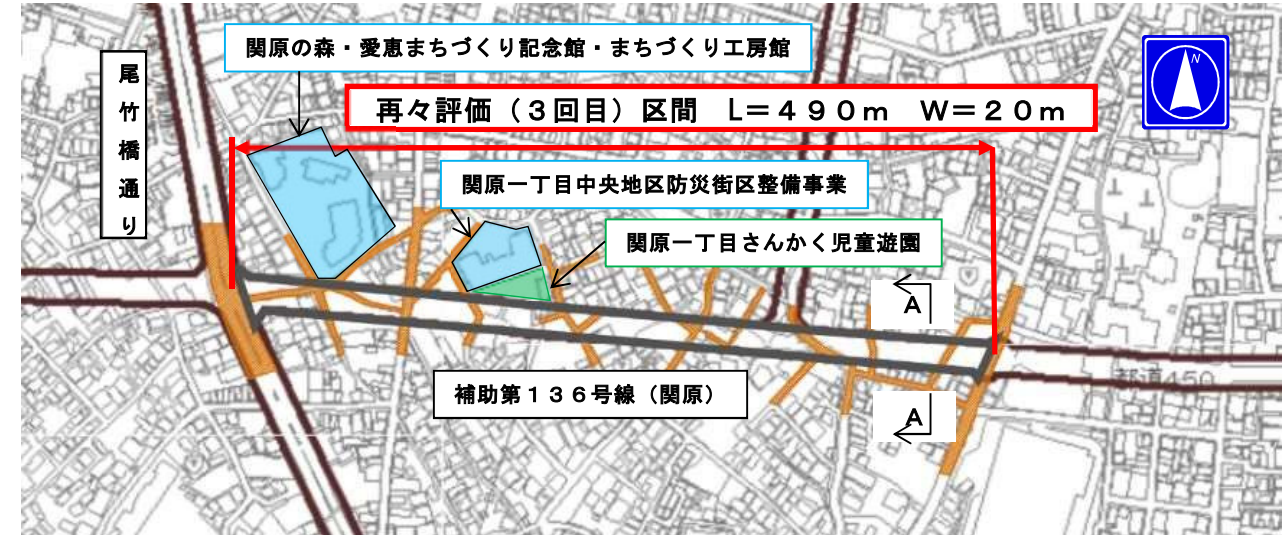 関原の森・愛恵まちづくり記念館・まちづくり工房館
尾竹橋通り
N
再々評価（３回目）区間　Ｌ＝４９０ｍ　Ｗ＝２０ｍ
関原一丁目中央地区防災街区整備事業
関原一丁目さんかく児童遊園
A
都道450
補助第１３６号線（関原）
A